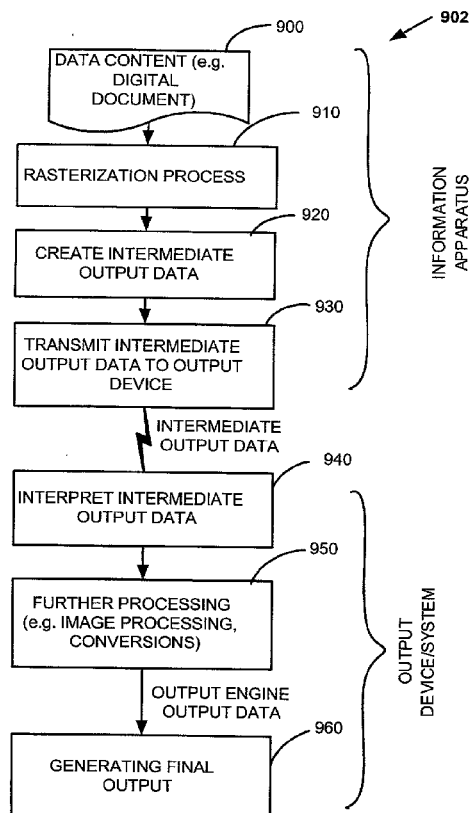 900
902
DATA CONTENT (e.g.
DIGITAL
DOCUMENT)
910
RASTERIZATION PROCESS
920
CREATE INTERMEDIATE
OUTPUT DATA
930
TRANSMIT INTERMEDIATE
OUTPUT DATA TO OUTPUT
DEVICE
INFORMATION
APPARATUS
INTERMEDIATE
OUTPUT DATA
940
INTERPRET INTERMEDIATE
OUTPUT DATA
950
FURTHER PROCESSING
(e.g. IMAGE PROCESSING,
CONVERSIONS)
OUTPUT ENGINE
OUTPUT DATA
960
GENERATING FINAL
OUTPUT
OUTPUT
DEVICE/SYSTEM